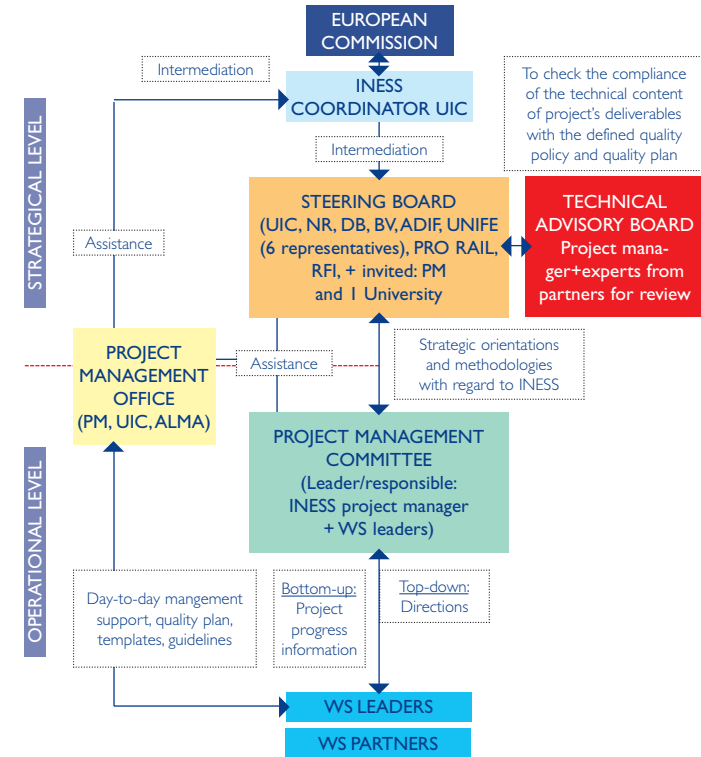 EUROPEAN
COMMISSION
Intermediation
INESS
COORDINATOR UIC
To check the compliance
of the technical content
of project's deliverables
with the defined quality
policy and quality plan
Intermediation
STRATEGICAL LEVEL
STEERING BOARD
(UIC, NR, DB, BV, ADIF, UNIFE
(6 representatives), PRO RAIL,
RFI, + invited: PM
and 1 University
TECHNICAL
ADVISORY BOARD
Project mana-
ger+experts from
partners for review
Assistance
PROJECT
MANAGEMENT
OFFICE
(PM, UIC, ALMA)
Assistance
Strategic orientations
and methodologies
with regard to INESS
OPERATIONAL LEVEL
PROJECT MANAGEMENT
COMMITTEE
(Leader/responsible:
INESS project manager
+ WS leaders)
Day-to-day mangement
support, quality plan,
templates, guidelines
Bottom-up:
Project
progress
information
Top-down:
Directions
WS LEADERS
WS PARTNERS